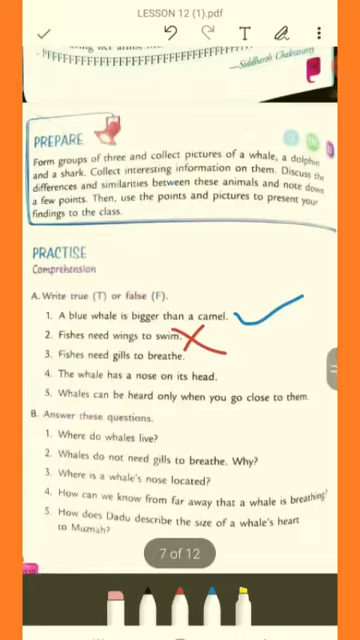 LESSON 12 (1).pdf
T
—Siddharth Chakravarty
PREPARE
Form groups of three and collect pictures of a whale, a dolphin
and a shark. Collect interesting information on them. Discuss the
differences and similarities between these animals and note down
a few points. Then, use the points and pictures to present your
findings to the class.
PRACTISE
Comprehension
A. Write true (T) or false (F).
1. A blue whale is bigger than a camel.
2. Fishes need wings to swim.
3. Fishes need gills to breathe.
4. The whale has a nose on its head.
5. Whales can be heard only when you go close to them.
B. Answer these questions.
1. Where do whales live?
2. Whales do not need gills to breathe. Why?
3. Where is a whale's nose located?
4. How can we know from far away that a whale is breathing?
5. How does Dadu describe the size of a whale's heart
to Muznah?
7 of 12